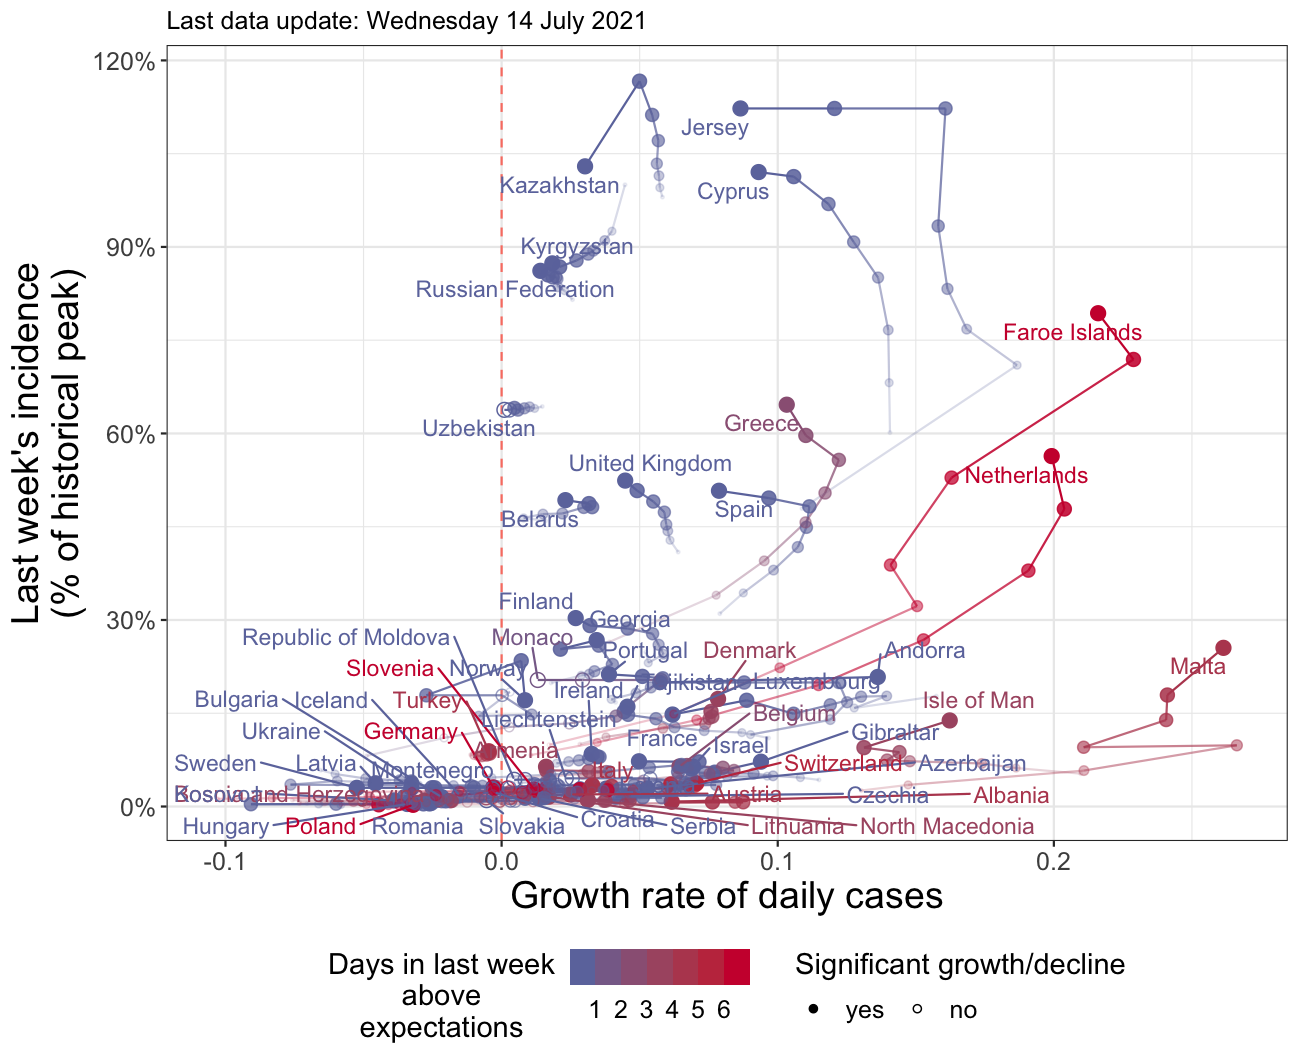 Last data update: Wednesday 14 July 2021
Last week's incidence
(% of historical peak)
120%
90%
60%
30%
0%
Jersey
Kazakhstan
Cyprus
Kyrgyzstan
Russian Federation
Faroe Islands
Greece
Uzbekistan
United Kingdom
Netherlands
Spain
Belarus
Finland
Georgia
Republic of Moldova
Monaco
Portugal
Denmark
Andorra
Slovenia
Norway
Malta
Ireland
Tajikistan
Luxembourg
Bulgaria
Iceland
Turkey
Isle of Man
Liechtenstein
Belgium
Ukraine
Germany
France
Gibraltar
Armenia
Israel
Sweden
Latvia
Montenegro
Italy
Switzerland
Azerbaijan
Kosovo
Bosnia and Herzegovina
Austria
Czechia
Albania
Hungary
Poland
Romania
Slovakia
Croatia
Serbia
Lithuania
North Macedonia
-0.1
0.0
0.1
0.2
Growth rate of daily cases
Days in last week
above
expectations
1 2 3 4 5 6
Significant growth/decline
yes
no